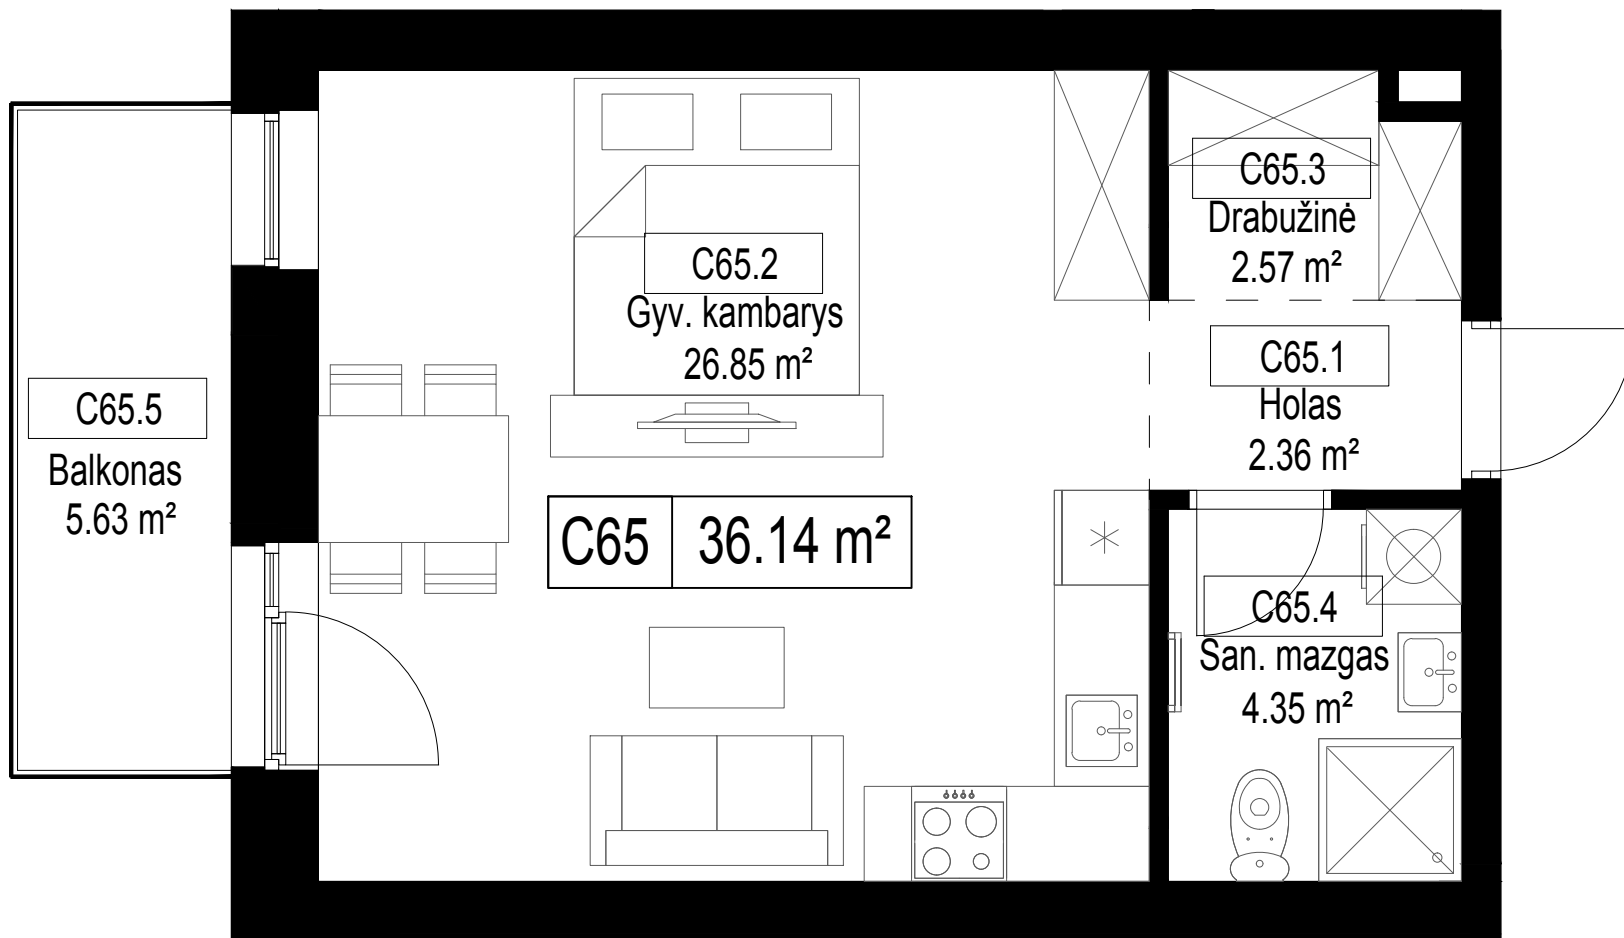 C65.3
Drabužinė
2.57 m²
C65.2
Gyv. kambarys
26.85 m²
C65.1
Holas
2.36 m²
C65.5
Balkonas
5.63 m²
C65 36.14 m²
C65.4
San. mazgas
4.35 m²